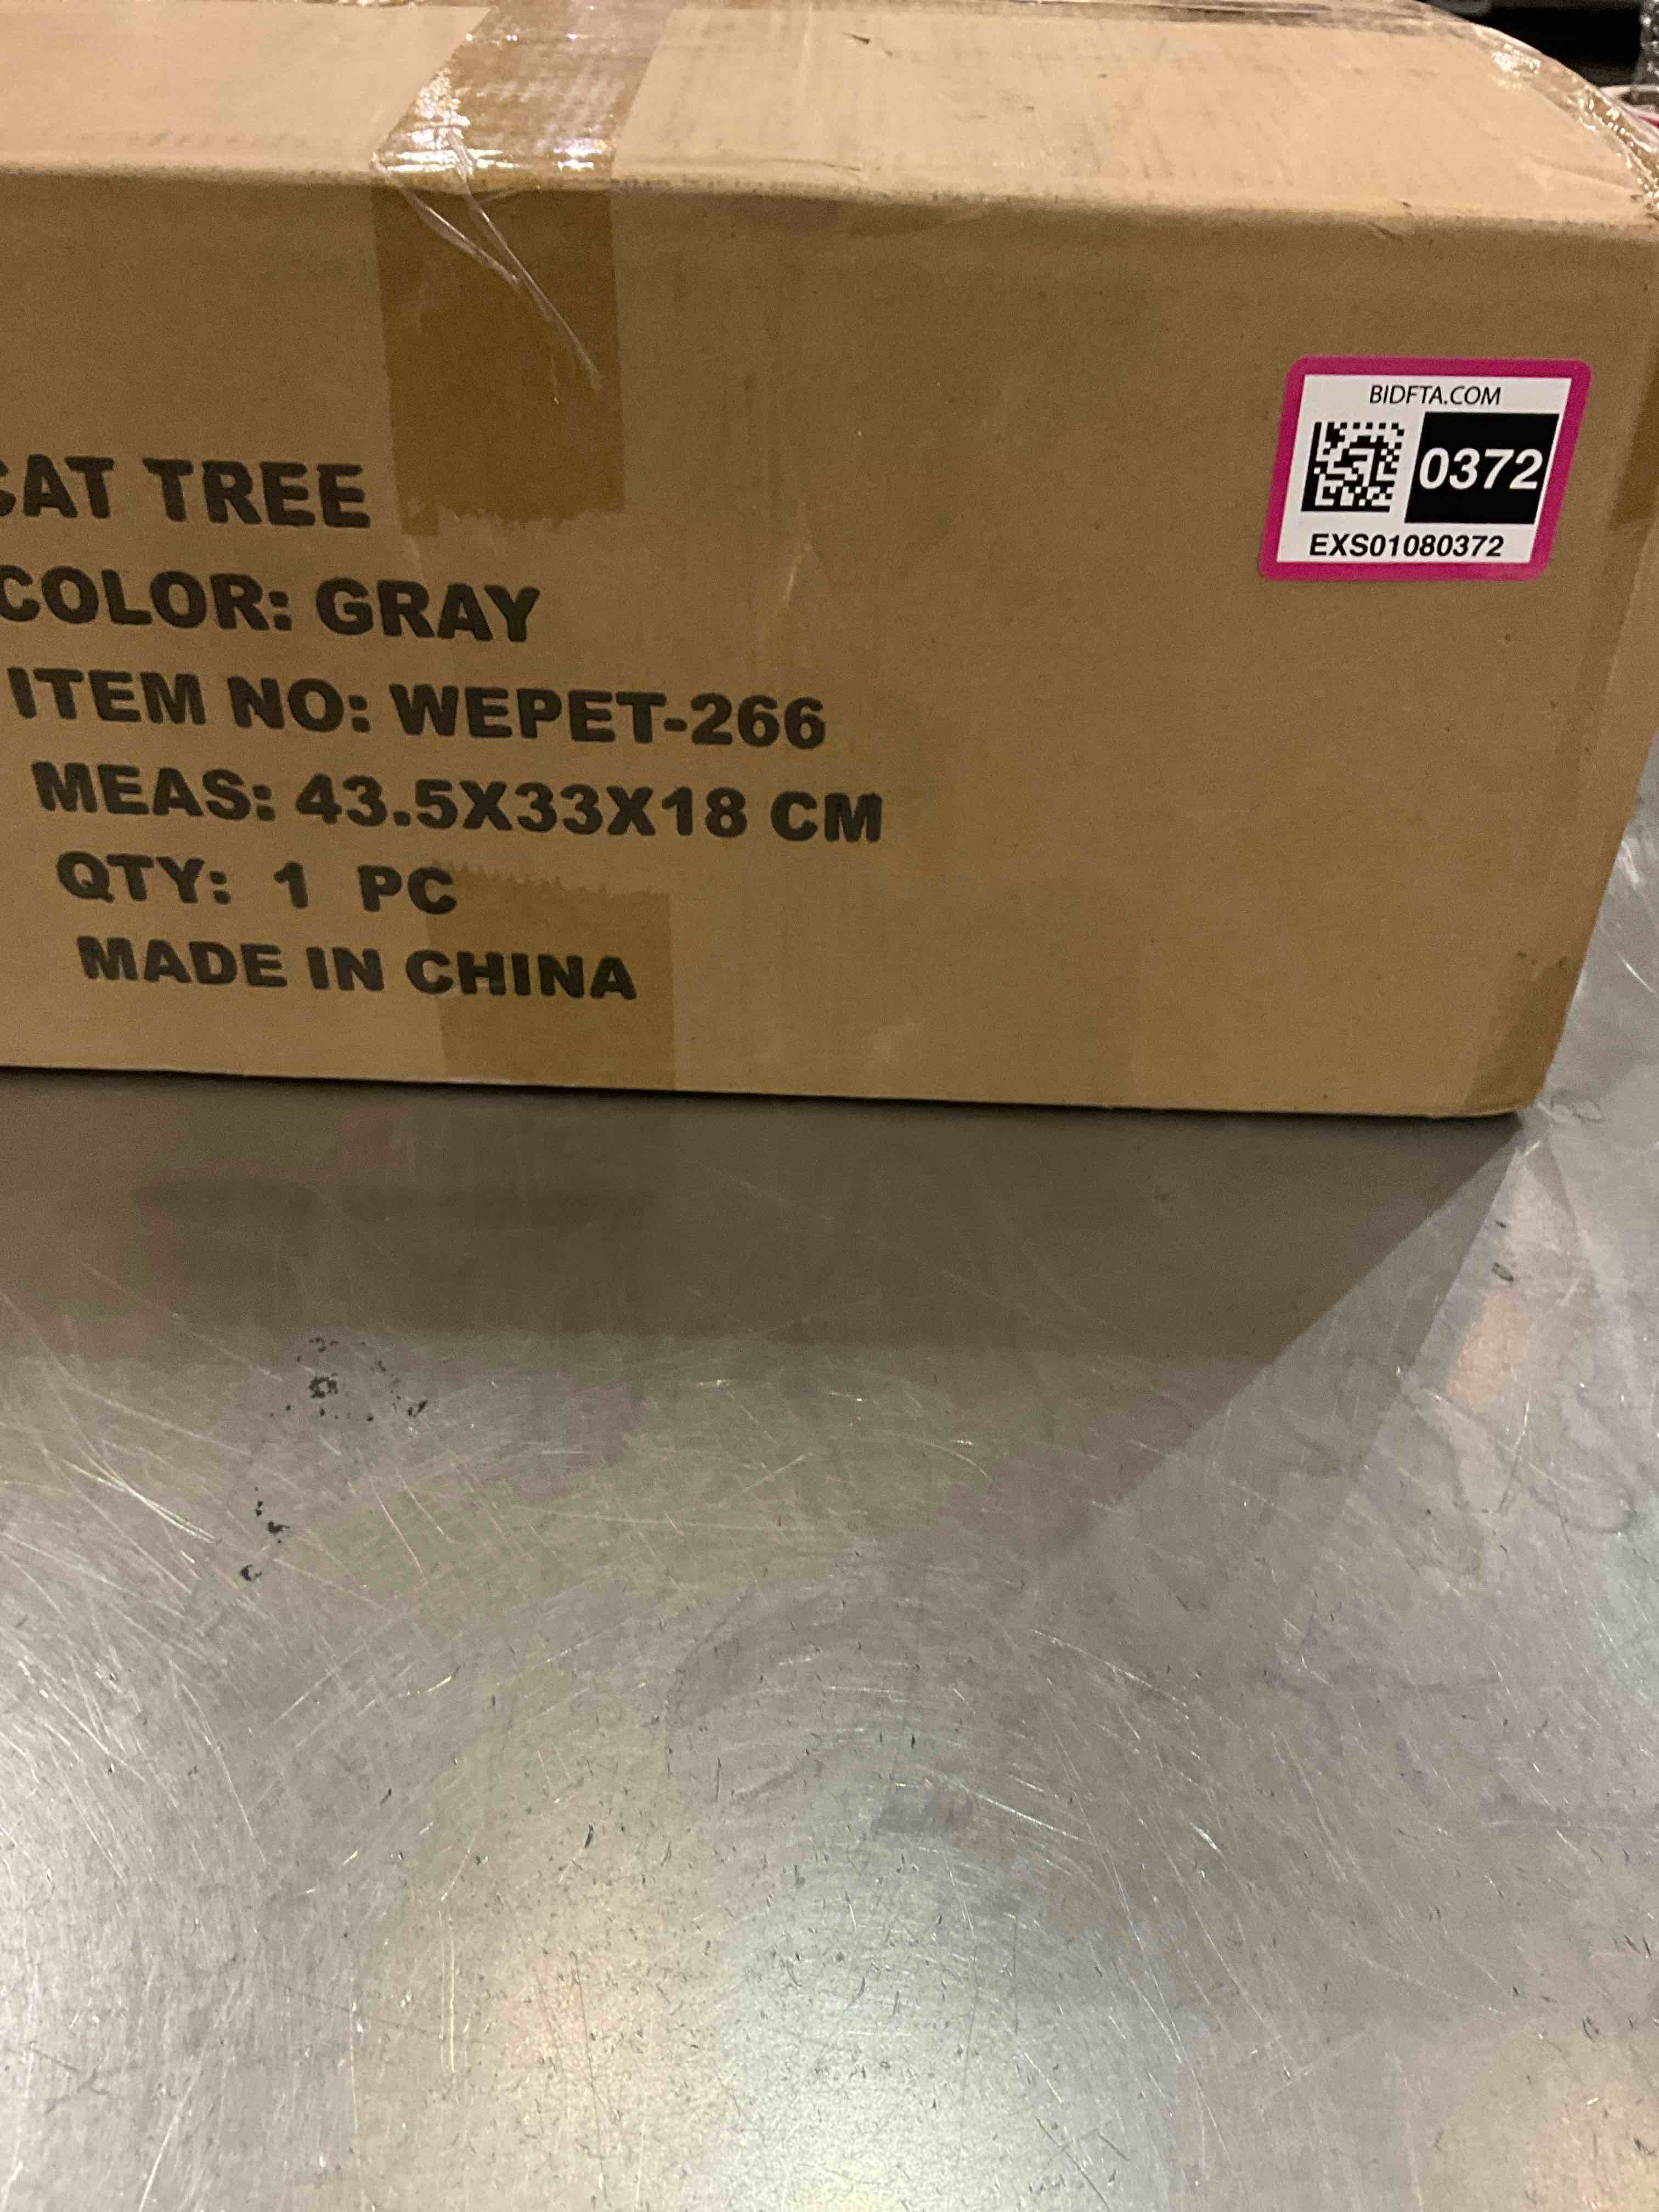 CAT TREE
COLOR: GRAY
ITEM NO: WEPET-266
MEAS: 43.5X33X18 CM
QTY: 1 PC
MADE IN CHINA
BIDFTA.COM
0372
EXS01080372